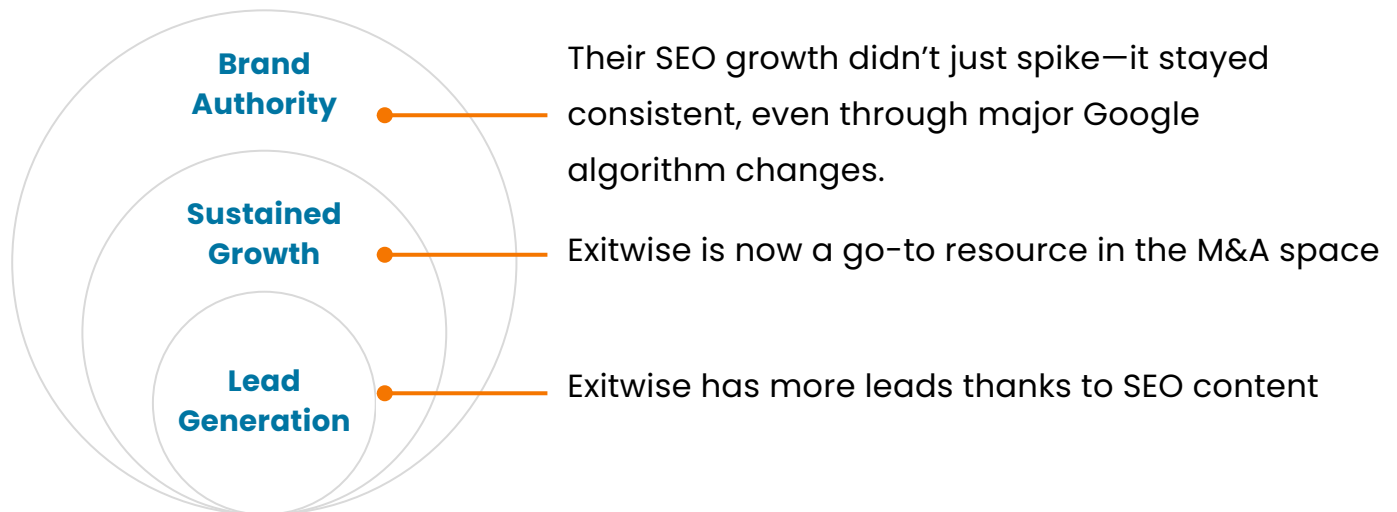 Brand
Authority
Their SEO growth didn’t just spike—it stayed
consistent, even through major Google
algorithm changes.
Sustained
Growth
Exitwise is now a go-to resource in the M&A space
Lead
Generation
Exitwise has more leads thanks to SEO content